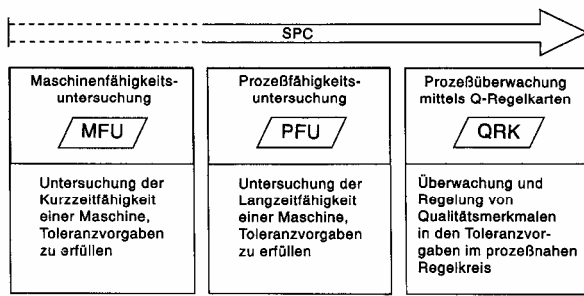 SPC
Maschinenfähigkeits-
untersuchung
MFU
Untersuchung der
Kurzzeitfähigkeit
einer Maschine,
Toleranzvorgaben
zu erfüllen
Prozeßfähigkeits-
untersuchung
PFU
Untersuchung der
Langzeitfähigkeit
einer Maschine,
Toleranzvorgaben
zu erfüllen
Prozeßüberwachung
mittels Q-Regelkarten
QRK
Überwachung und
Regelung von
Qualitätsmerkmalen
in den Toleranzvor-
gaben im prozeßnahen
Regelkreis